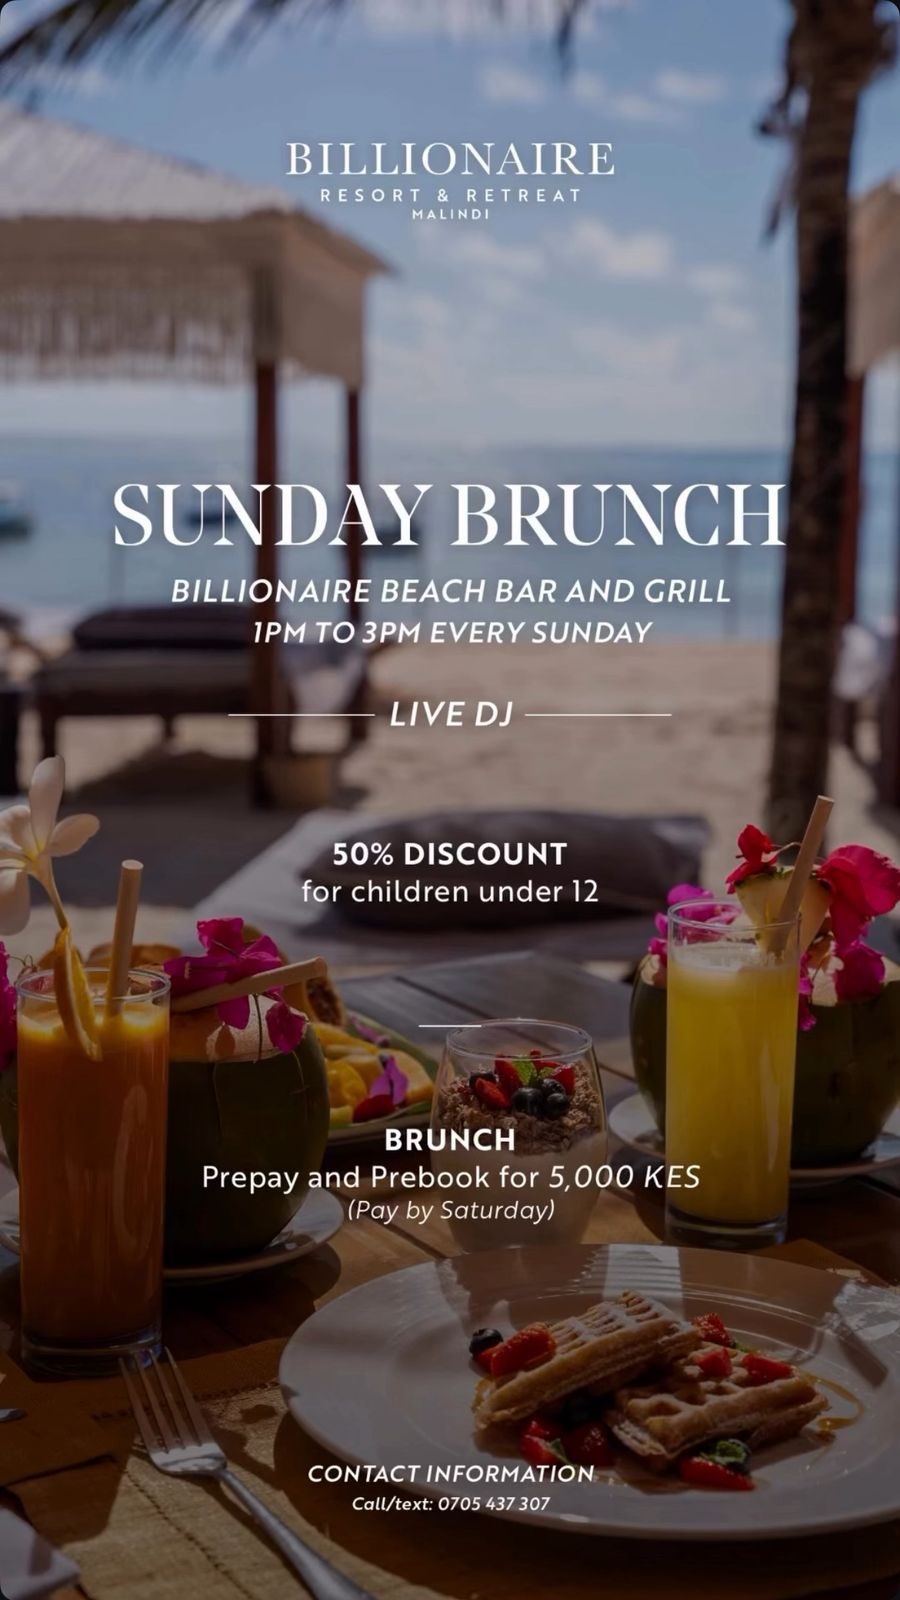 BILLIONAIRE
RESORT & RETREAT
MALINDI
SUNDAY BRUNCH
BILLIONAIRE BEACH BAR AND GRILL
1PM TO 3PM EVERY SUNDAY
LIVE DJ
50% DISCOUNT
for children under 12
BRUNCH
Prepay and Prebook for 5,000 KES
(Pay by Saturday)
CONTACT INFORMATION
Call/text: 0705 437 307